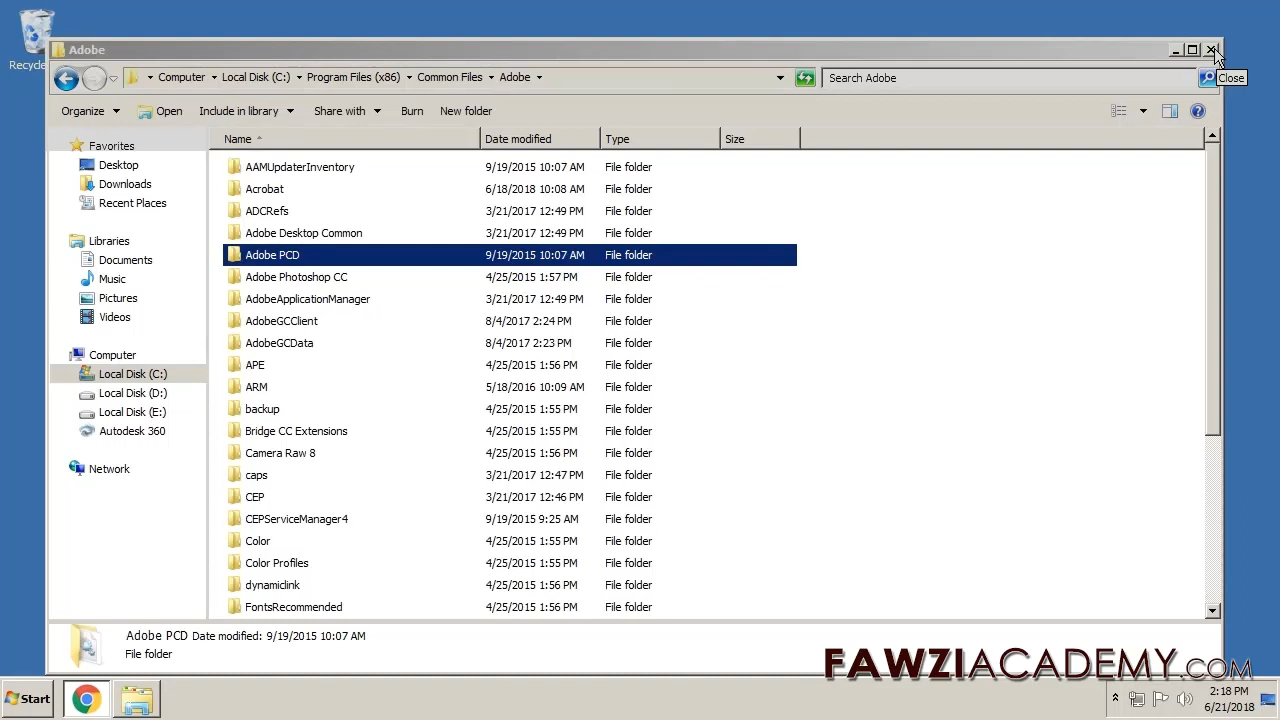 Recycle
Adobe
Computer Local Disk (C:) Program Files (x86) Common Files Adobe
Search Adobe
Close
Organize Open Include in library Share with Burn New folder
Name Date modified Type Size
Favorites
Desktop
Downloads
Recent Places
Libraries
Documents
Music
Pictures
Videos
Computer
Local Disk (C:)
Local Disk (D:)
Local Disk (E:)
Autodesk 360
Network
AAMUpdaterInventory 9/19/2015 10:07 AM File folder
Acrobat 6/18/2018 10:08 AM File folder
ADCRefs 3/21/2017 12:49 PM File folder
Adobe Desktop Common 3/21/2017 12:49 PM File folder
Adobe PCD 9/19/2015 10:07 AM File folder
Adobe Photoshop CC 4/25/2015 1:57 PM File folder
AdobeApplicationManager 3/21/2017 12:49 PM File folder
AdobeGCClient 8/4/2017 2:24 PM File folder
AdobeGCData 8/4/2017 2:23 PM File folder
APE 4/25/2015 1:56 PM File folder
ARM 5/18/2016 10:09 AM File folder
backup 4/25/2015 1:55 PM File folder
Bridge CC Extensions 4/25/2015 1:55 PM File folder
Camera Raw 8 4/25/2015 1:56 PM File folder
caps 3/21/2017 12:47 PM File folder
CEP 3/21/2017 12:46 PM File folder
CEPServiceManager4 9/19/2015 9:25 AM File folder
Color 4/25/2015 1:55 PM File folder
Color Profiles 4/25/2015 1:55 PM File folder
dynamiclink 4/25/2015 1:56 PM File folder
FontsRecommended 4/25/2015 1:56 PM File folder
Adobe PCD Date modified: 9/19/2015 10:07 AM
File folder
FAWZIACADEMY.COM
Start
2:18 PM
6/21/2018